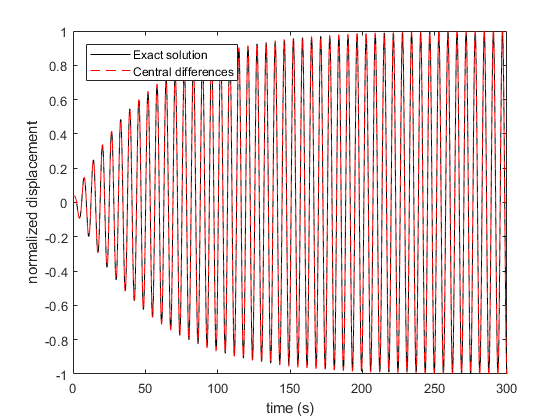 1
0.8
0.6
0.4
0.2
0
-0.2
-0.4
-0.6
-0.8
-1
normalized displacement
Exact solution
Central differences
0 50 100 150 200 250 300
time (s)